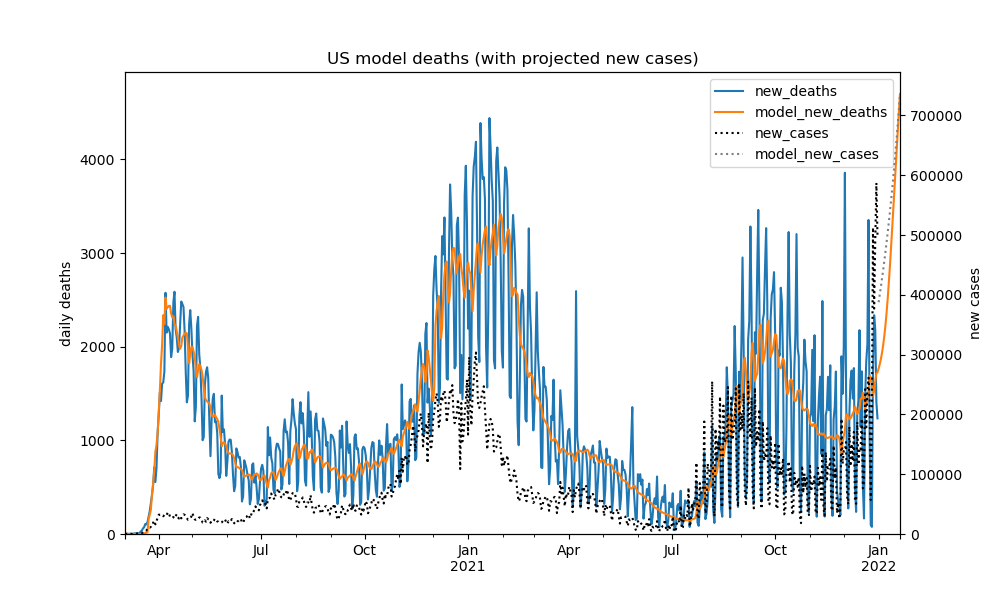 US model deaths (with projected new cases)
new_deaths
model_new_deaths
new_cases
model_new_cases
daily deaths
4000
3000
2000
1000
0
new cases
700000
600000
500000
400000
300000
200000
100000
0
Apr
Jul
Oct
Jan
2021
Apr
Jul
Oct
Jan
2022